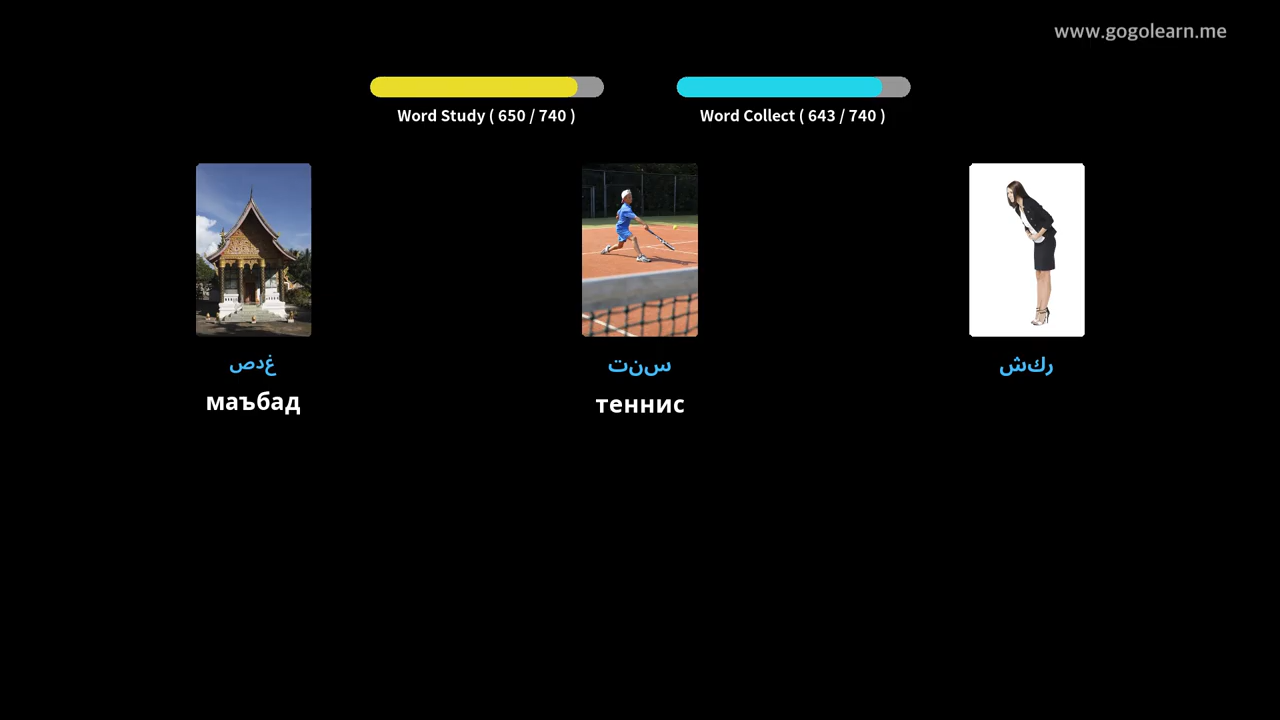 www.gogolearn.me
Word Study ( 650 / 740 )
Word Collect ( 643 / 740 )
غدص
سنت
ركش
маъбад
теннис